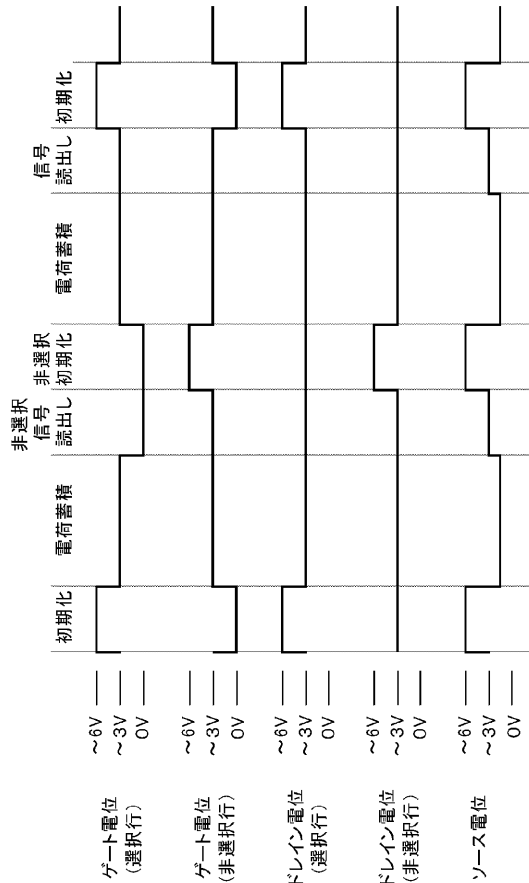 初期化
電荷蓄積
非選択
信号
読出し
非選択
初期化
電荷蓄積
信号
読出し
初期化
ゲート電位
(選択行)
~6V
~3V
0V
ゲート電位
(非選択行)
~6V
~3V
0V
ドレイン電位
(選択行)
~6V
~3V
0V
ドレイン電位
(非選択行)
~6V
~3V
0V
ソース電位
~6V
~3V
0V